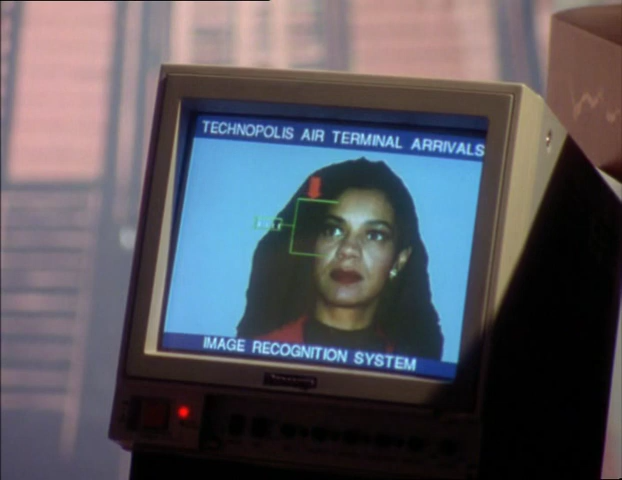 TECHNOPOLIS AIR TERMINAL ARRIVALS
IMAGE RECOGNITION SYSTEM